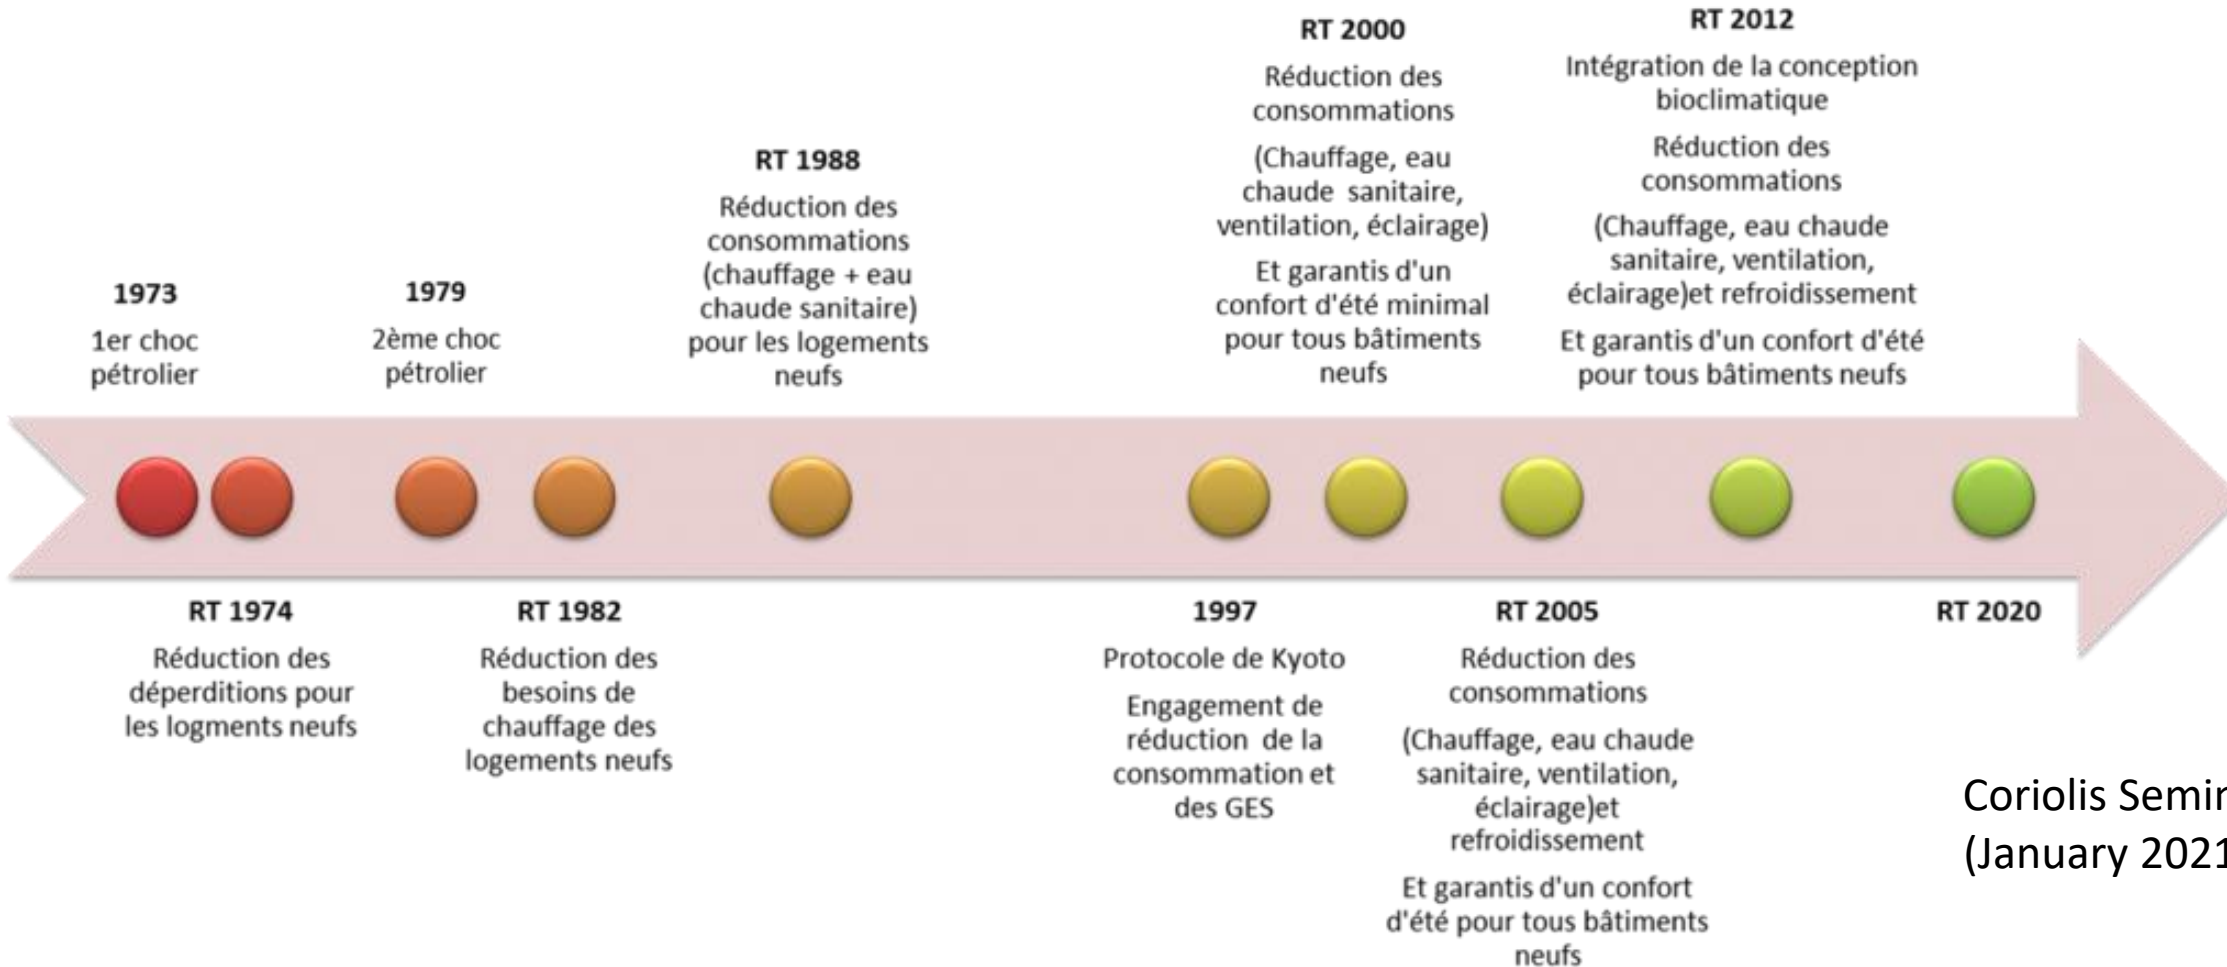 1973
1er choc
pétrolier
RT 1974
Réduction des
déperditions pour
les logments neufs
1979
2ème choc
pétrolier
RT 1982
Réduction des
besoins de
chauffage des
logements neufs
RT 1988
Réduction des
consommations
(chauffage + eau
chaude sanitaire)
pour les logements
neufs
1997
Protocole de Kyoto
Engagement de
réduction de la
consommation et
des GES
RT 2000
Réduction des
consommations
(Chauffage, eau
chaude sanitaire,
ventilation, éclairage)
Et garantis d'un
confort d'été minimal
pour tous bâtiments
neufs
RT 2005
Réduction des
consommations
(Chauffage, eau chaude
sanitaire, ventilation,
éclairage)et
refroidissement
Et garantis d'un confort
d'été pour tous bâtiments
neufs
RT 2012
Intégration de la conception
bioclimatique
Réduction des
consommations
(Chauffage, eau chaude
sanitaire, ventilation,
éclairage)et refroidissement
Et garantis d'un confort d'été
pour tous bâtiments neufs
RT 2020
Coriolis
(January 2021